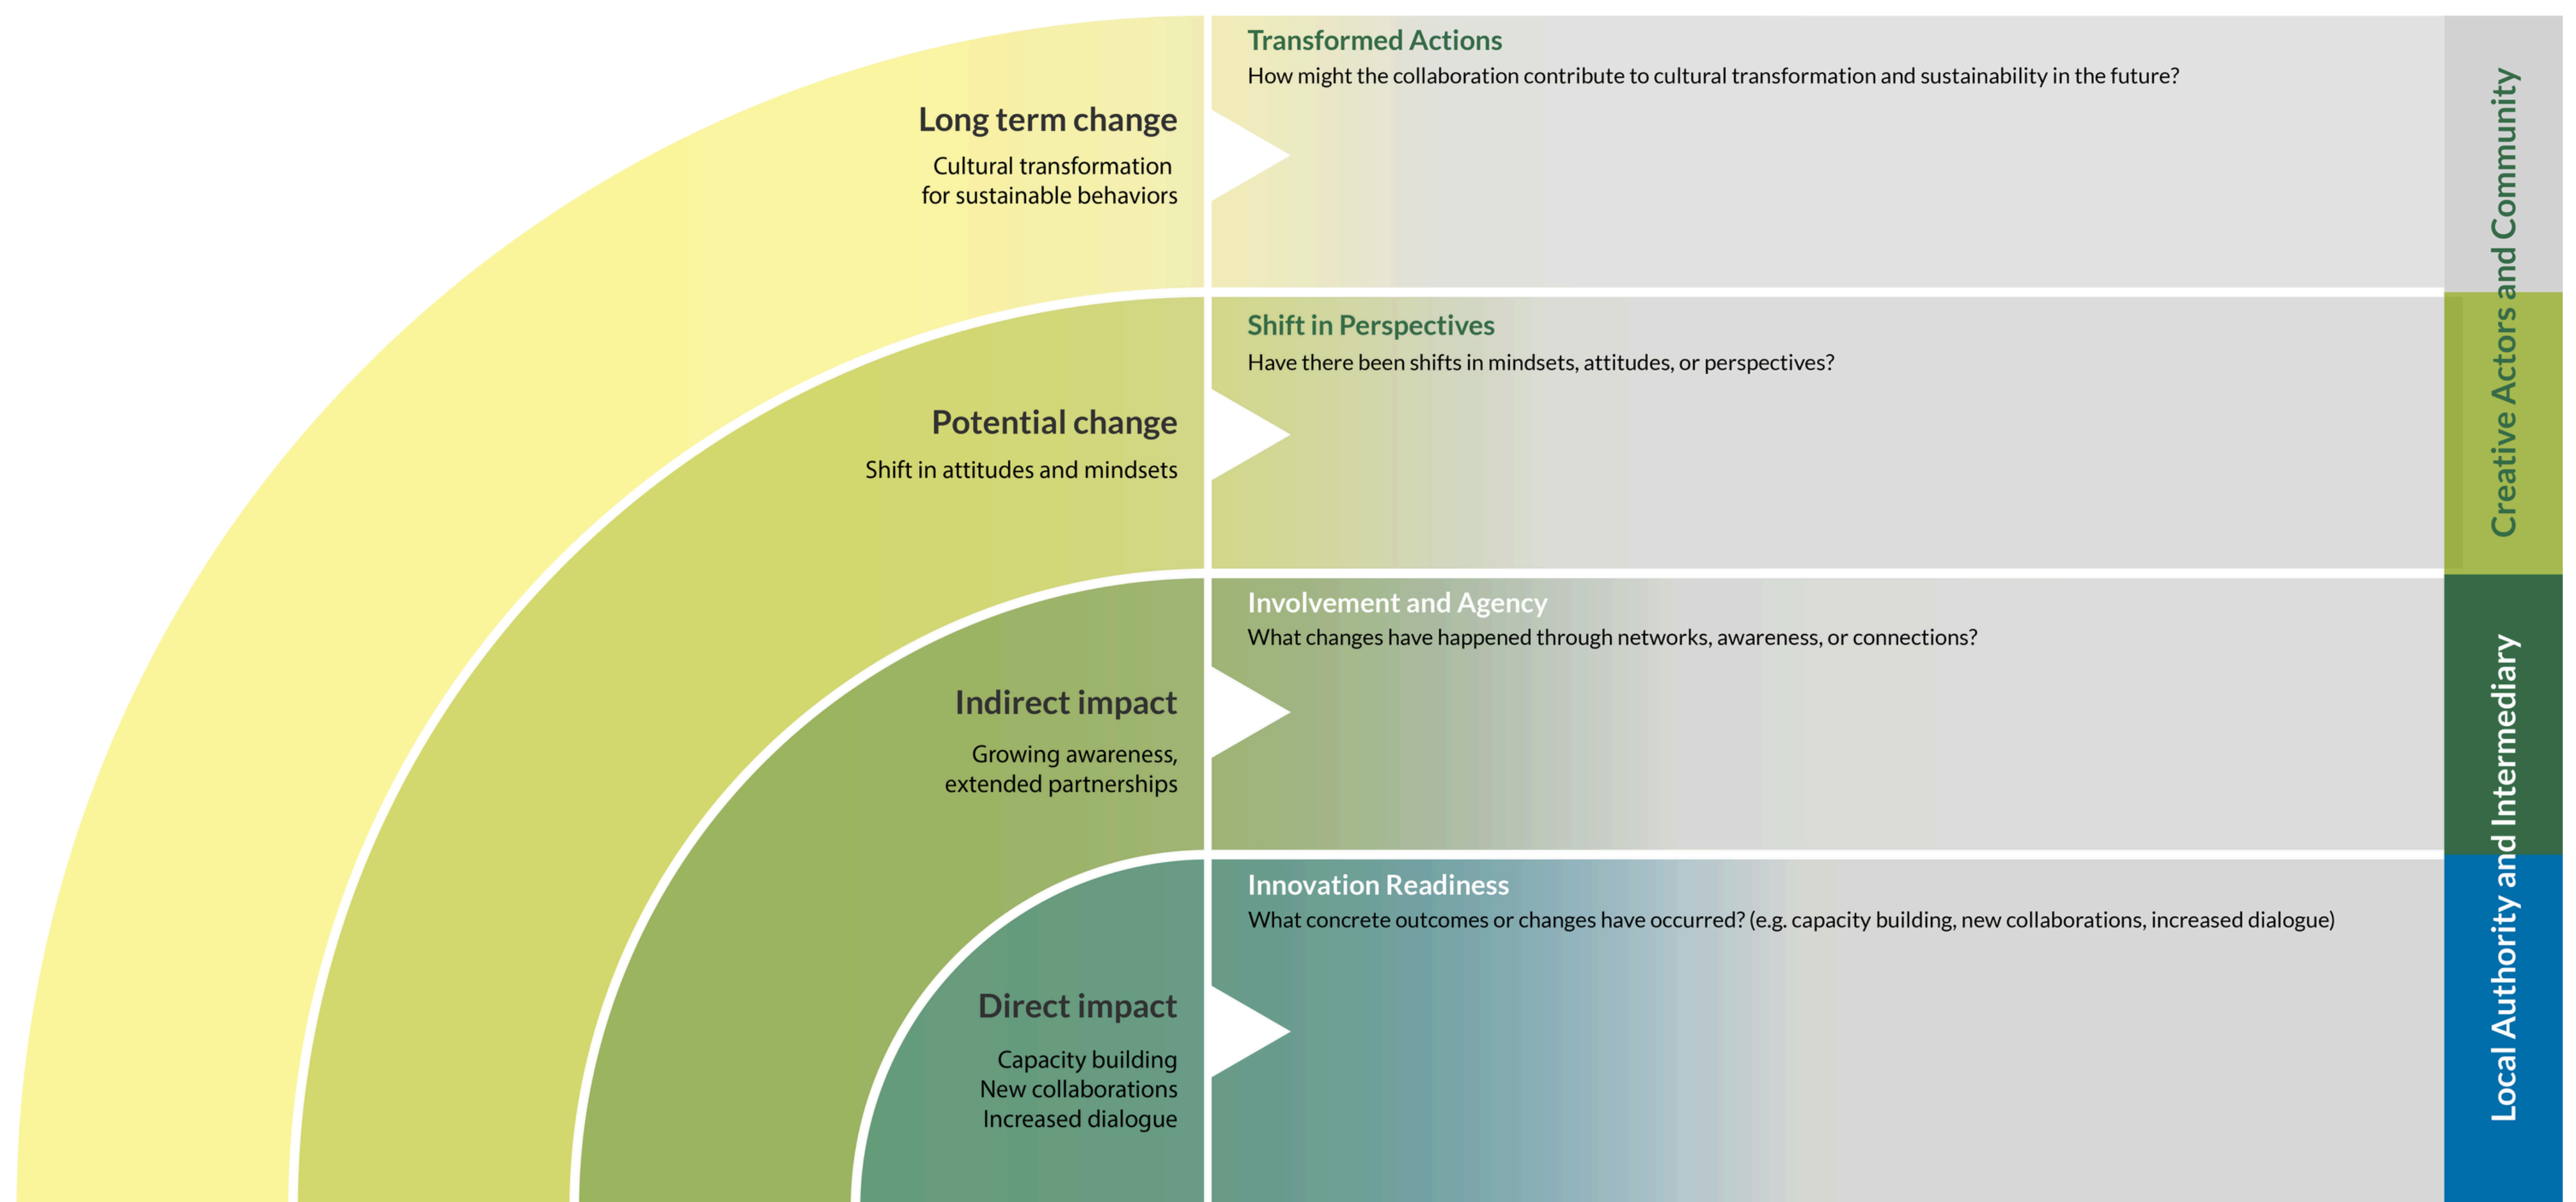 Long term change
Cultural transformation
for sustainable behaviors
Transformed Actions
How might the collaboration contribute to cultural transformation and sustainability in the future?
Potential change
Shift in attitudes and mindsets
Shift in Perspectives
Have there been shifts in mindsets, attitudes, or perspectives?
Creative Actors and Community
Indirect impact
Growing awareness,
extended partnerships
Involvement and Agency
What changes have happened through networks, awareness, or connections?
Direct impact
Capacity building
New collaborations
Increased dialogue
Innovation Readiness
What concrete outcomes or changes have occurred? (e.g. capacity building, new collaborations, increased dialogue)
Local Authority and Intermediary